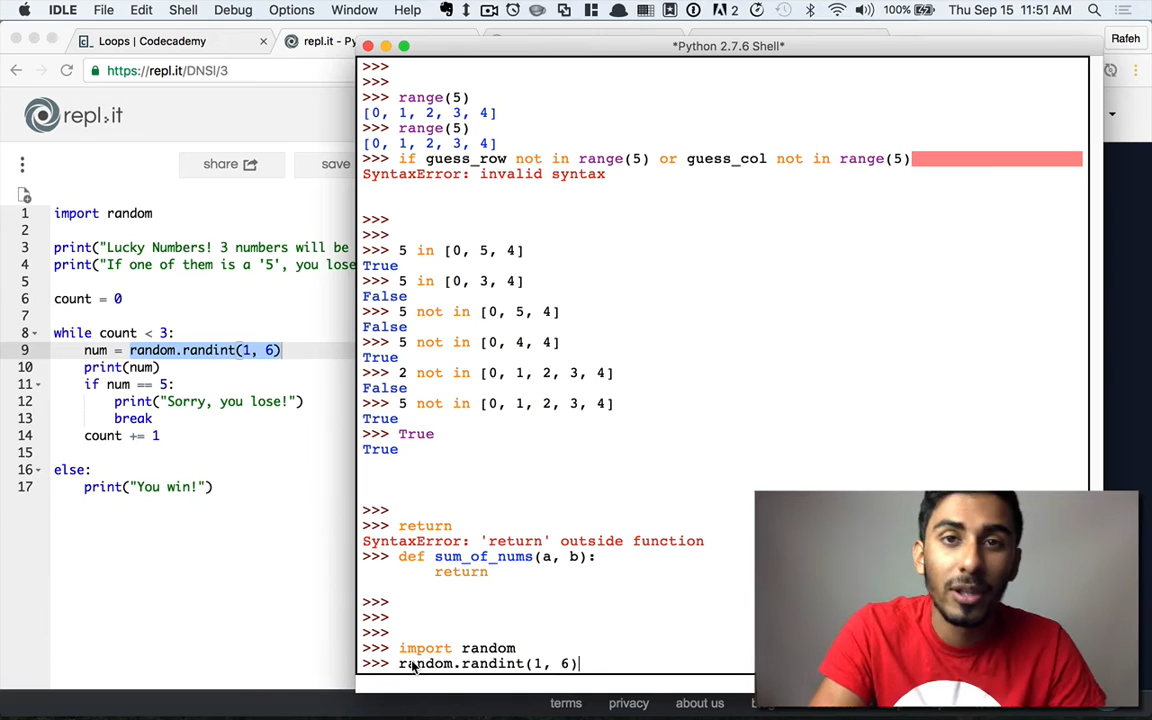 IDLE File Edit Shell Debug Options Window Help 2 100% Thu Sep 15 11:51 AM
Loops | Codecademy
repl.it - Py
*Python 2.7.6 Shell*
Rafeh
https://repl.it/DNSI/3
repl.it
share
save
1 import random
2
3 print("Lucky Numbers! 3 numbers will be
4 print("If one of them is a '5', you lose
5
6 count = 0
7
8 while count < 3:
9 num = random.randint(1, 6)
10 print(num)
11 if num == 5:
12 print("Sorry, you lose!")
13 break
14 count += 1
15
16 else:
17 print("You win!")
>>>
>>>
>>> range(5)
[0, 1, 2, 3, 4]
>>> range(5)
[0, 1, 2, 3, 4]
>>> if guess_row not in range(5) or guess_col not in range(5)
SyntaxError: invalid syntax
>>>
>>>
>>> 5 in [0, 5, 4]
True
>>> 5 in [0, 3, 4]
False
>>> 5 not in [0, 5, 4]
False
>>> 5 not in [0, 4, 4]
True
>>> 2 not in [0, 1, 2, 3, 4]
False
>>> 5 not in [0, 1, 2, 3, 4]
True
>>> True
True
>>>
>>> return
SyntaxError: 'return' outside function
>>> def sum_of_nums(a, b):
return
>>>
>>>
>>>
>>> import random
>>> random.randint(1, 6)
terms privacy about us